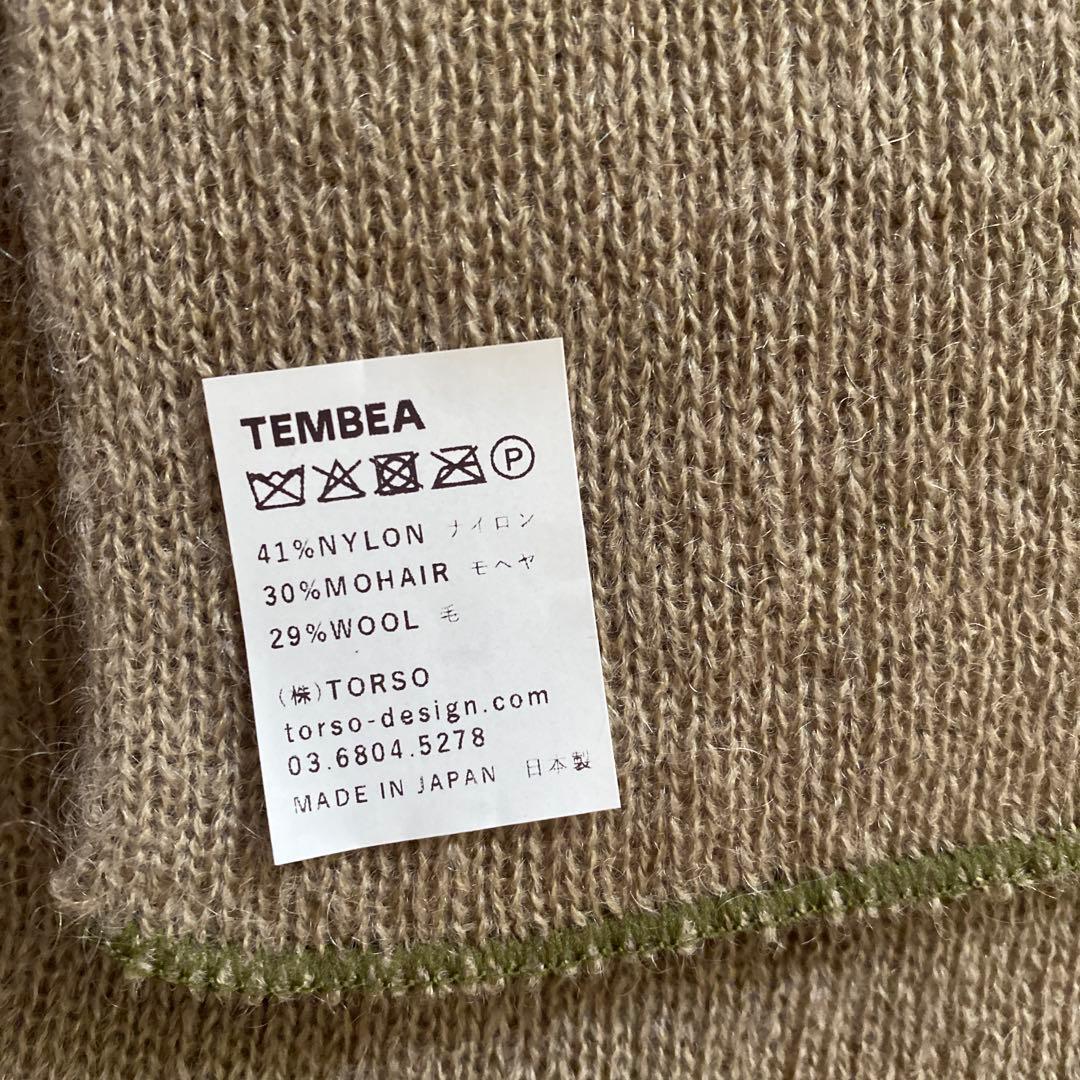 TEMBEA
P
41%NYLON ナイロン
30%MOHAIR モヘヤ
29%WOOL 毛
(株)TORSO
torso-design.com
03.6804.5278
MADE IN JAPAN 日本製